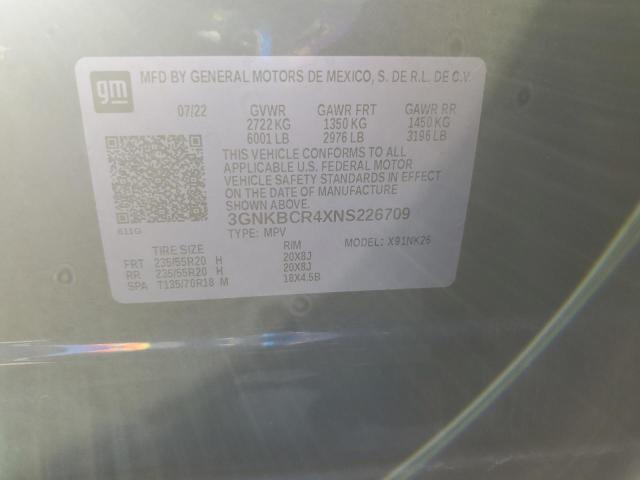 gm
MFD BY GENERAL MOTORS DE MEXICO, S. DE R.L. DE C.V.
07/22 GVWR GAWR FRT GAWR RR
2722 KG 1350 KG 1450 KG
6001 LB 2976 LB 3196 LB
THIS VEHICLE CONFORMS TO ALL
APPLICABLE U.S. FEDERAL MOTOR
VEHICLE SAFETY STANDARDS IN EFFECT
ON THE DATE OF MANUFACTURE
SHOWN ABOVE.
611G
3GNKBCR4XNS226709
TYPE: MPV MODEL: X91NK26
TIRE SIZE RIM
FRT 235/55R20 H 20X8J
RR 235/55R20 H 20X8J
SPA T135/70R18 M 18X4.5B